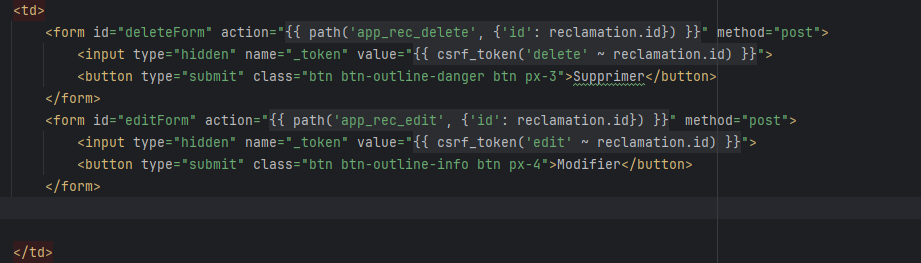 <td>
<form id="deleteForm" action="{{ path('app_rec_delete', {'id': reclamation.id}) }}" method="post">
<input type="hidden" name="_token" value="{{ csrf_token('delete' ~ reclamation.id) }}">
<button type="submit" class="btn btn-outline-danger btn px-3">Supprimer</button>
</form>
<form id="editForm" action="{{ path('app_rec_edit', {'id': reclamation.id}) }}" method="post">
<input type="hidden" name="_token" value="{{ csrf_token('edit' ~ reclamation.id) }}">
<button type="submit" class="btn btn-outline-info btn px-4">Modifier</button>
</form>
</td>